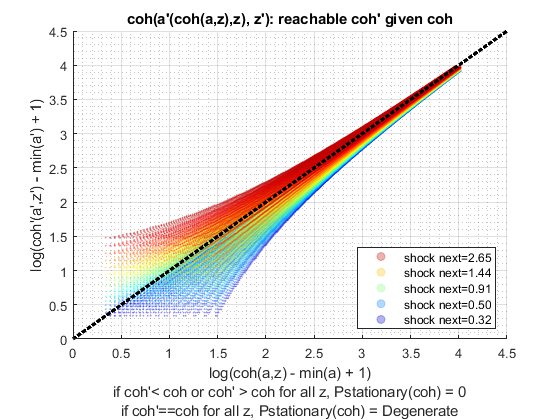 coh(a'(coh(a,z),z), z'): reachable coh' given coh
log(coh'(a',z') - min(a') + 1)
4.5
4
3.5
3
2.5
2
1.5
1
0.5
0
shock next=2.65
shock next=1.44
shock next=0.91
shock next=0.50
shock next=0.32
0 0.5 1 1.5 2 2.5 3 3.5 4 4.5
log(coh(a,z) - min(a) + 1)
if coh'< coh or coh' > coh for all z, Pstationary(coh) = 0
if coh'==coh for all z, Pstationary(coh) = Degenerate